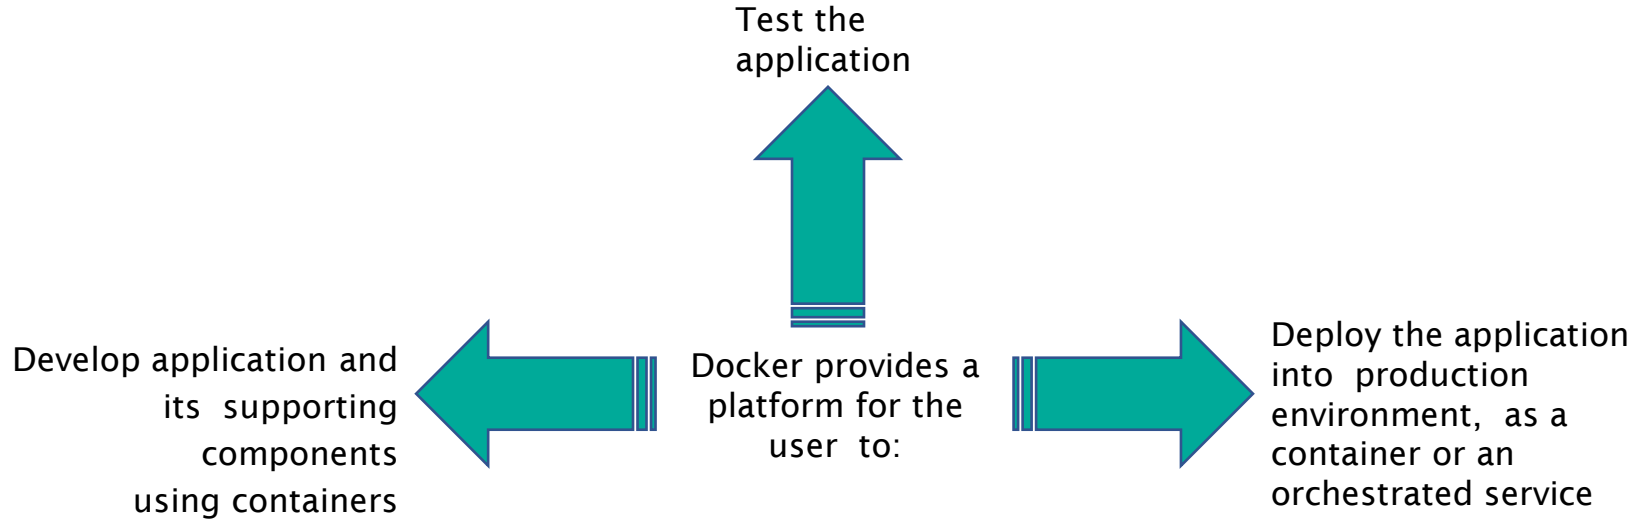 Test the
application
Develop application and
its supporting
components
using containers
Docker provides a
platform for the
user to:
Deploy the application
into production
environment, as a
container or an
orchestrated service